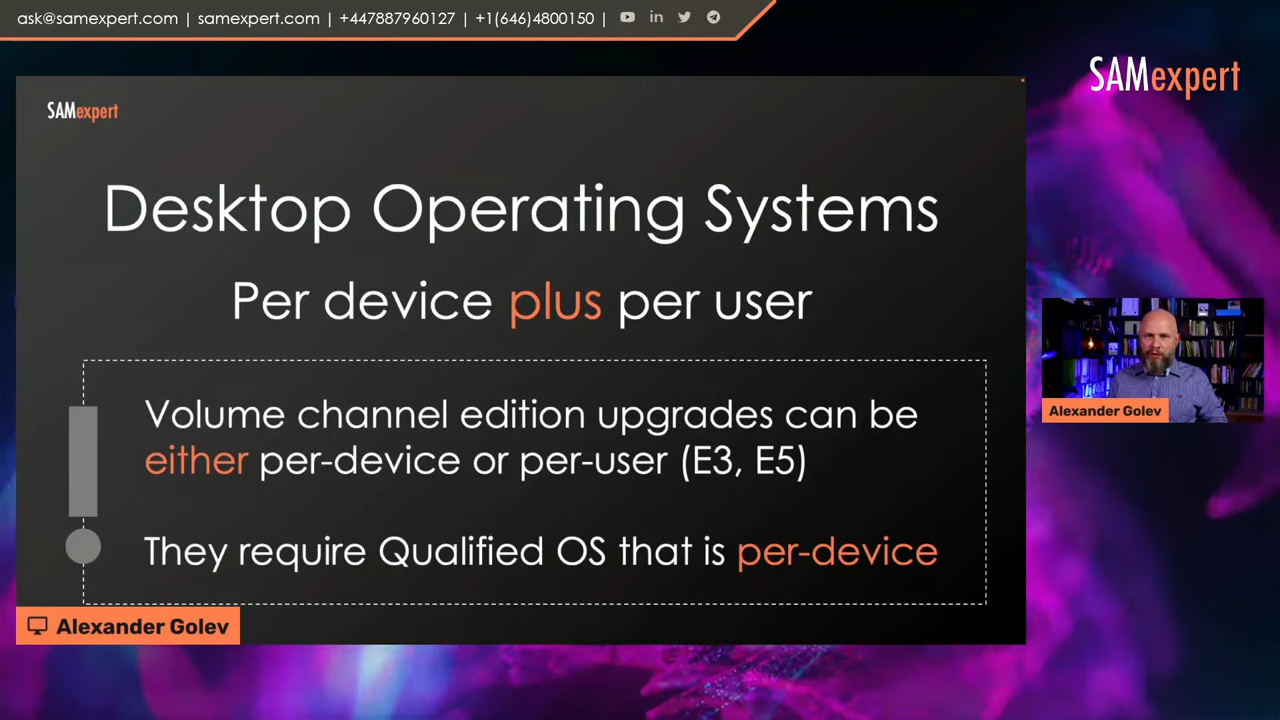 ask@samexpert.com | samexpert.com | +447887960127 | +1(646)4800150 |
SAMexpert
SAMexpert
Desktop Operating Systems
Per device plus per user
Volume channel edition upgrades can be
either per-device or per-user (E3, E5)
They require Qualified OS that is per-device
Alexander Golev
Alexander Golev